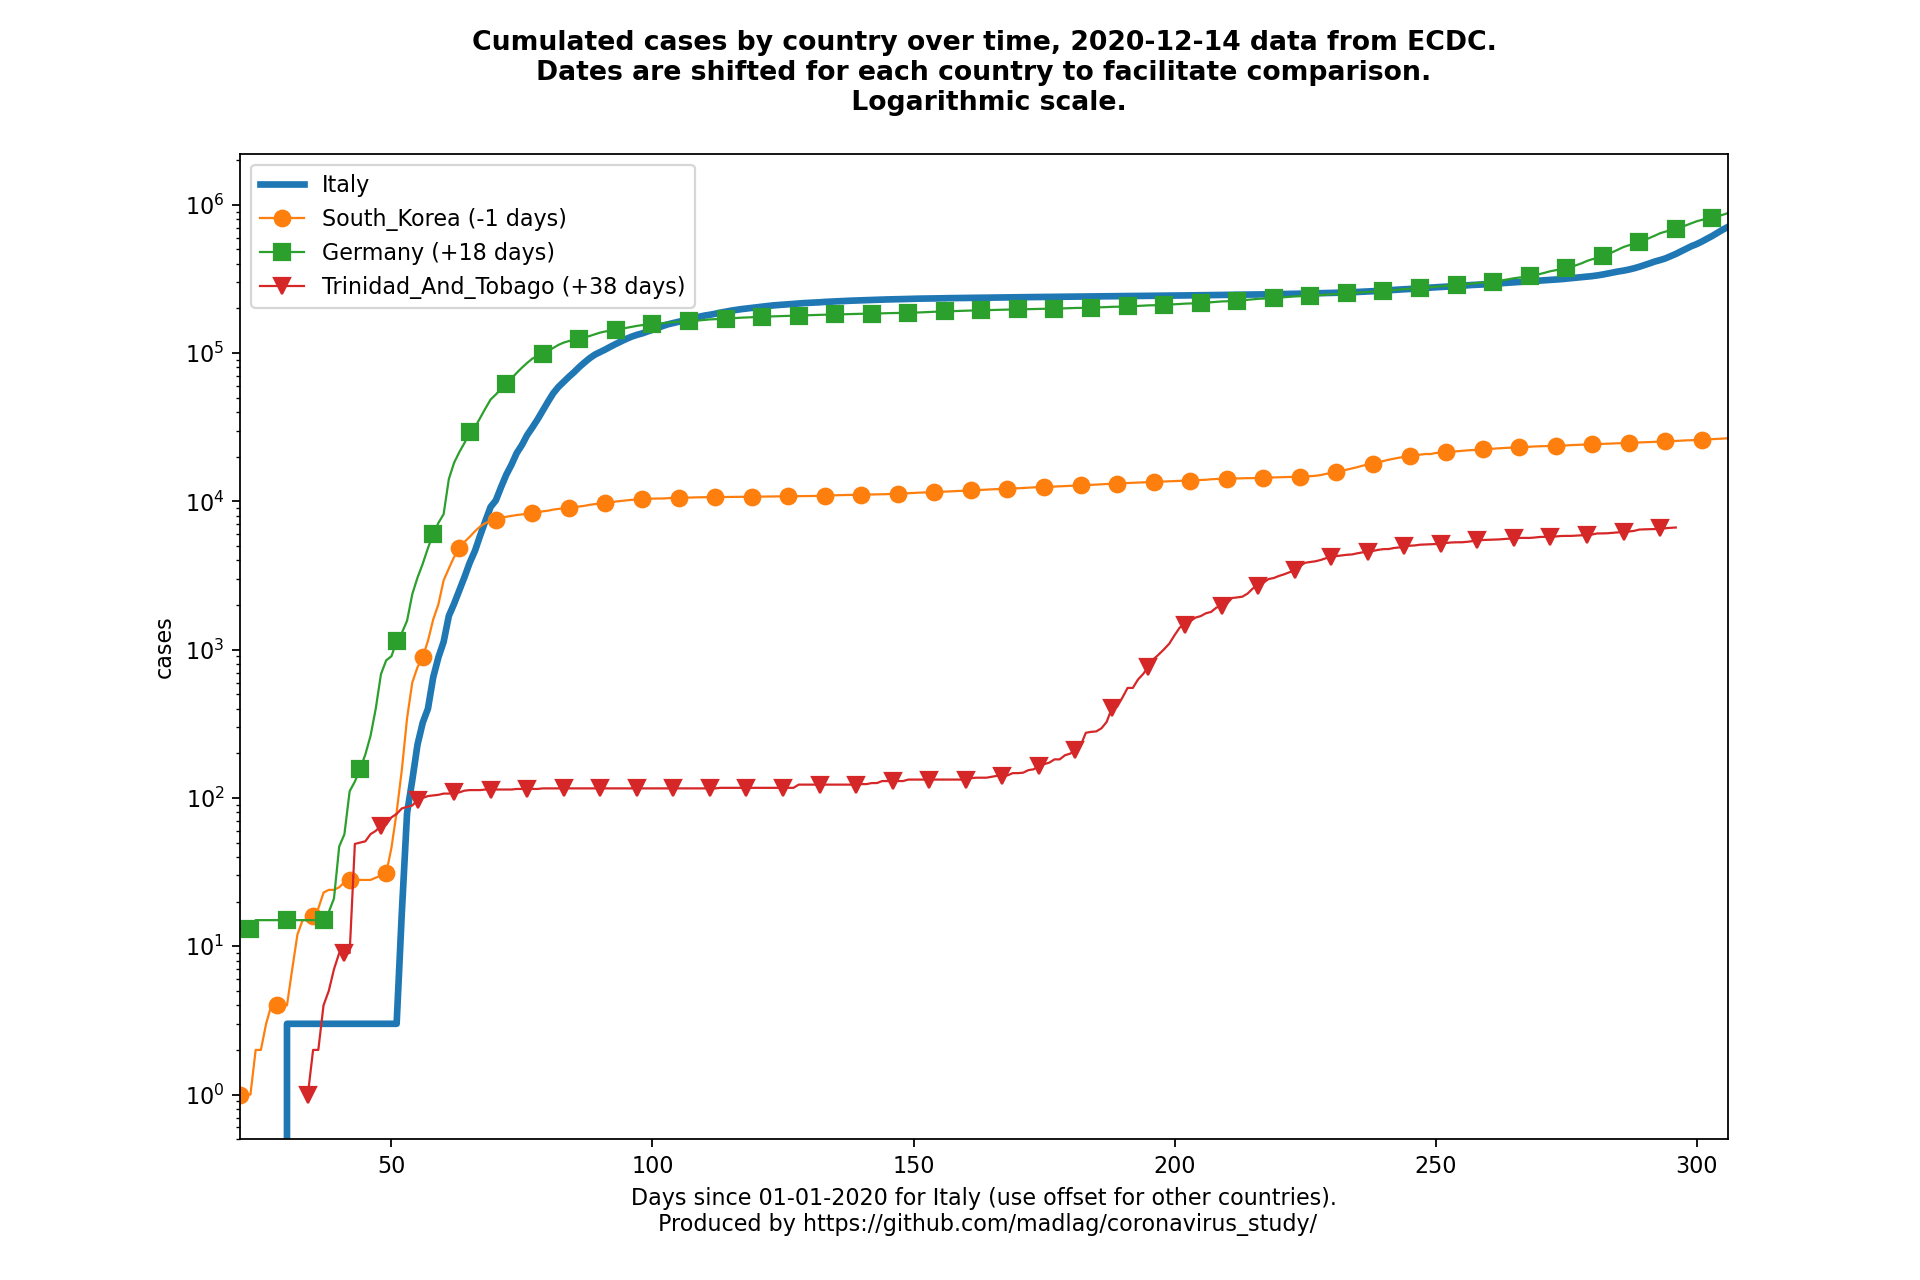 Cumulated cases by country over time, 2020-12-14 data from ECDC.
Dates are shifted for each country to facilitate comparison.
Logarithmic scale.
Italy
South_Korea (-1 days)
Germany (+18 days)
Trinidad_And_Tobago (+38 days)
10^6
10^5
10^4
10^3
10^2
10^1
10^0
cases
50 100 150 200 250 300
Days since 01-01-2020 for Italy (use offset for other countries).
Produced by https://github.com/madlag/coronavirus_study/